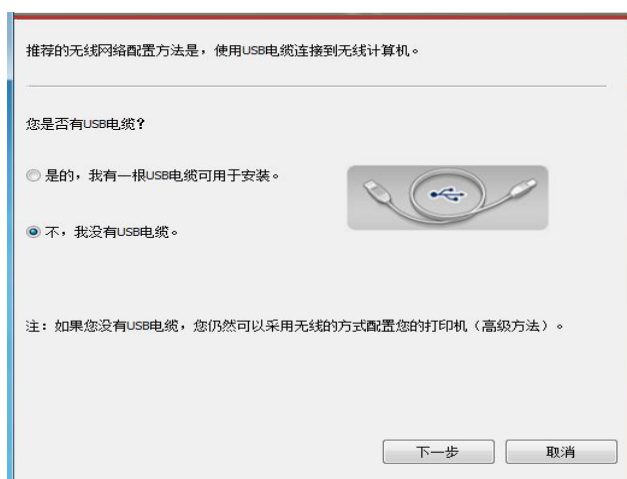 推荐的无线网络配置方法是，使用USB电缆连接到无线计算机。
您是否有USB电缆？
是的，我有一根USB电缆可用于安装。
不，我没有USB电缆。
注：如果您没有USB电缆，您仍然可以采用无线的方式配置您的打印机（高级方法）。
下一步
取消